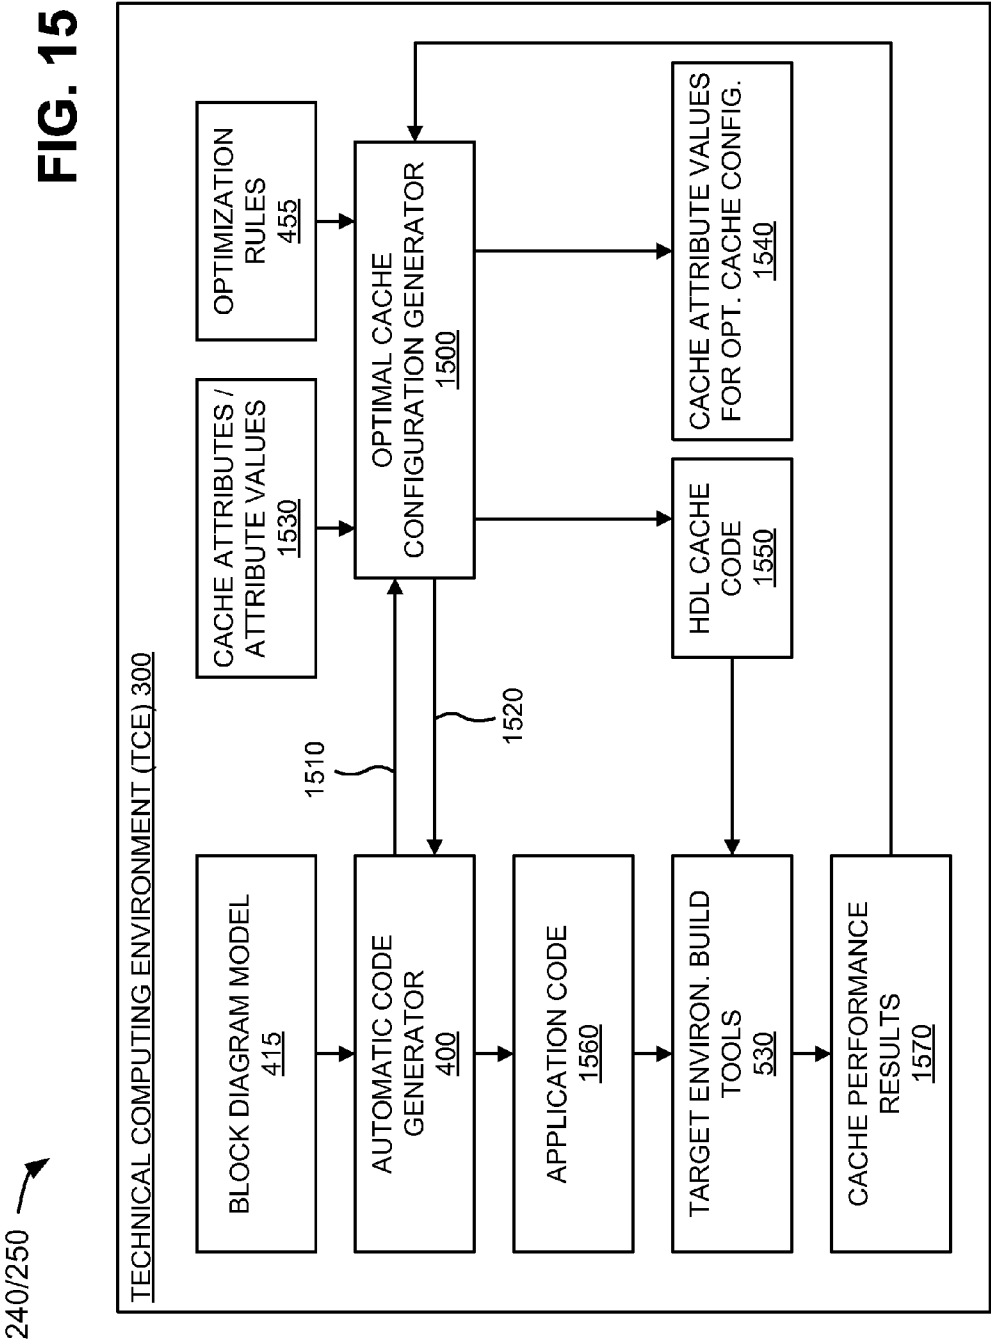 240/250
FIG. 15
TECHNICAL COMPUTING ENVIRONMENT (TCE) 300
BLOCK DIAGRAM MODEL
415
CACHE ATTRIBUTES /
ATTRIBUTE VALUES
1530
OPTIMIZATION
RULES
455
1510
AUTOMATIC CODE
GENERATOR
400
OPTIMAL CACHE
CONFIGURATION GENERATOR
1500
1520
APPLICATION CODE
1560
TARGET ENVIRON. BUILD
TOOLS
530
HDL CACHE
CODE
1550
CACHE ATTRIBUTE VALUES
FOR OPT. CACHE CONFIG.
1540
CACHE PERFORMANCE
RESULTS
1570